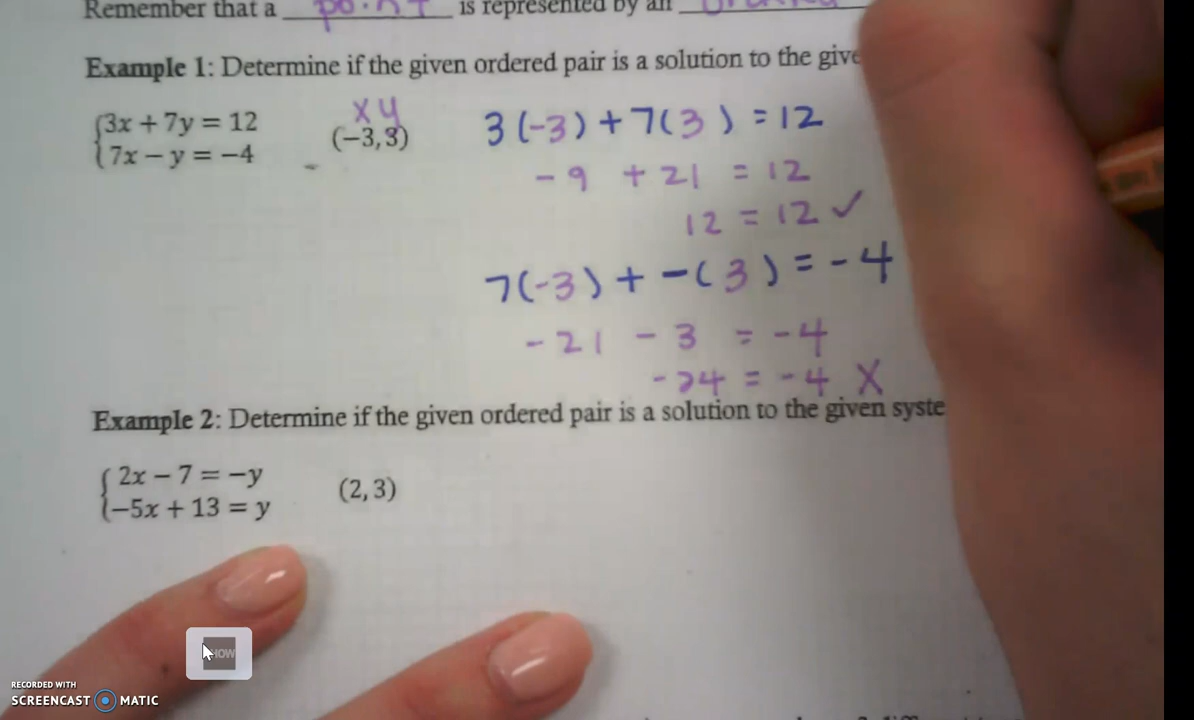 Remember that a point is represented by an
Example 1: Determine if the given ordered pair is a solution to the give
{3x + 7y = 12
{7x − y = −4
x y
(−3,3)
3(-3) + 7(3) = 12
-9 + 21 = 12
12 = 12 ✓
7(-3) + -(3) = -4
-21 - 3 = -4
-24 = -4 X
Example 2: Determine if the given ordered pair is a solution to the given syste
{2x − 7 = −y
{−5x + 13 = y
(2,3)
RECORDED WITH
SCREENCAST MATIC